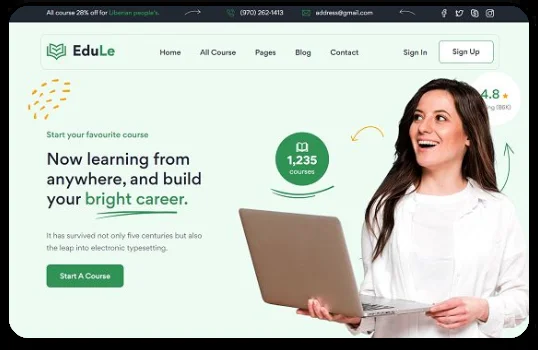 All course 28% off for Liberian people's.
(970) 262-1413
address@gmail.com
EduLe
Home
All Course
Pages
Blog
Contact
Sign In
Sign Up
4.8
Start your favourite course
Now learning from
anywhere, and build
your bright career.
1,235
courses
It has survived not only five centuries but also
the leap into electronic typesetting.
Start A Course